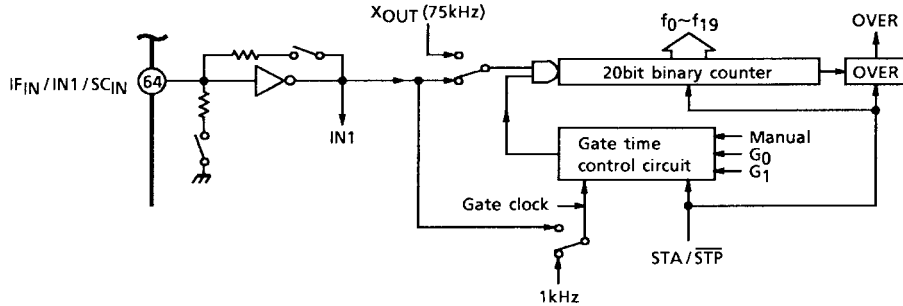 XOUT (75kHz)
f0~f19
OVER
IFIN / IN1 / SCIN
64
20bit binary counter
OVER
IN1
Gate time
control circuit
Manual
G0
G1
Gate clock
STA / S̅T̅P̅
1kHz